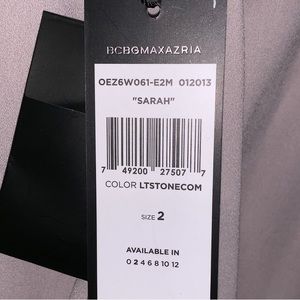 BCBGMAXAZRIA
OEZ6W061-E2M 012013
"SARAH"
7 49200 27507 7
COLOR LTSTONECOM
SIZE 2
AVAILABLE IN
0 2 4 6 8 10 12